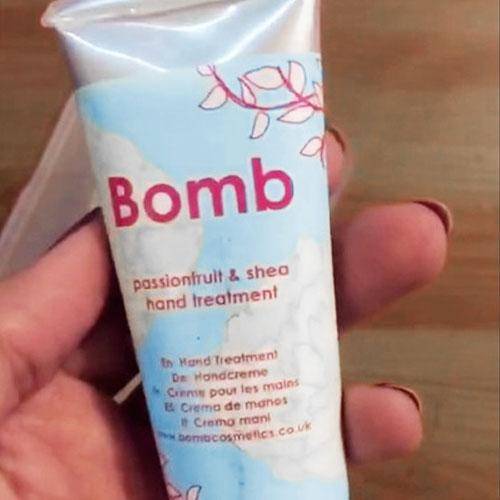 Bomb
passionfruit & shea
hand treatment
En Hand Treatment
De Handcreme
Fr Crème pour les mains
ES Crema de manos
It Crema mani
www.bombcosmetics.co.uk